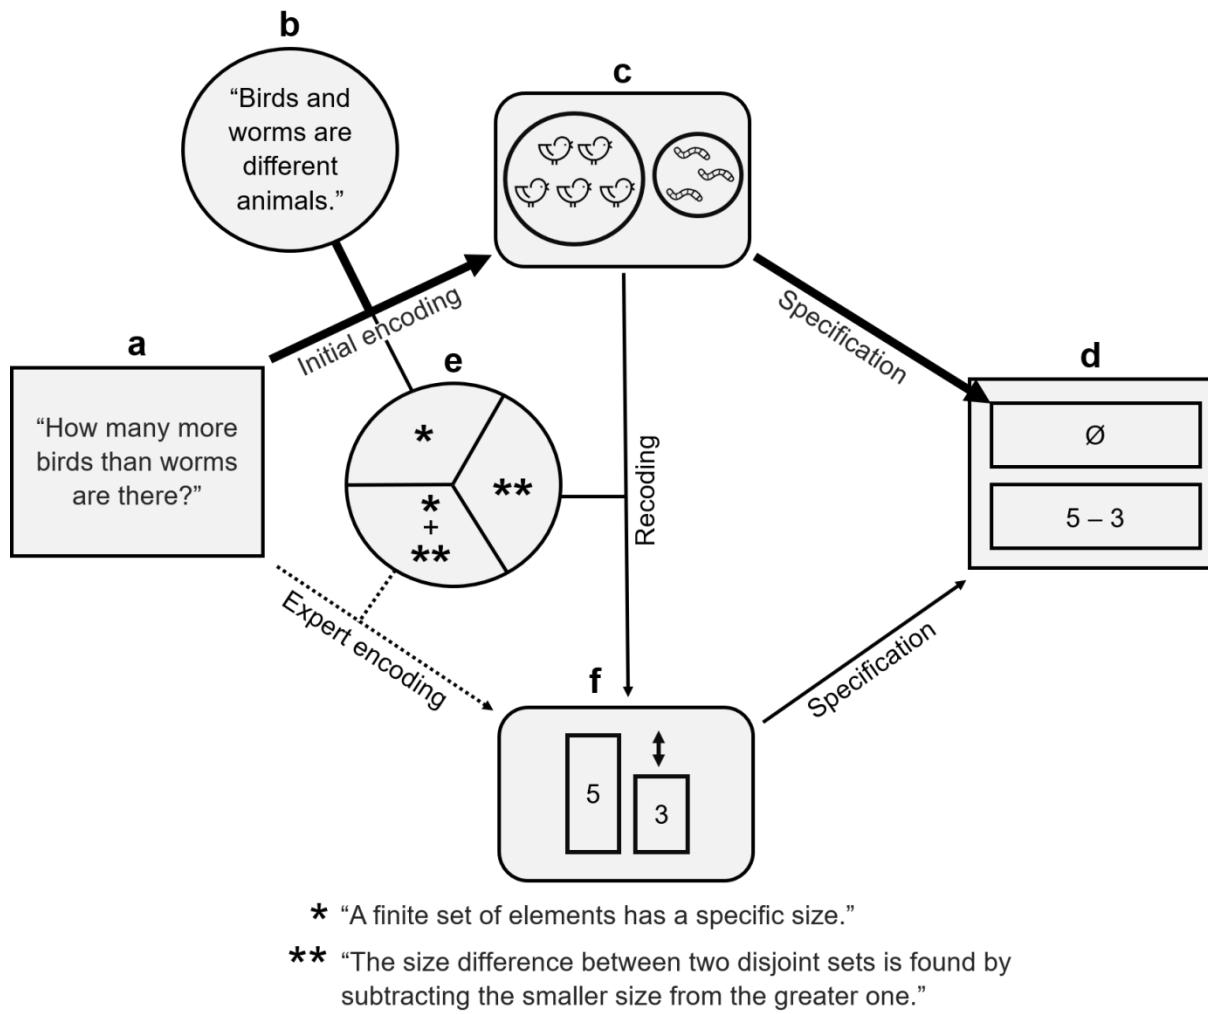 b
“Birds and
worms are
different
animals.”
c
Initial encoding
Specification
a
“How many more
birds than worms
are there?”
e
*
**
*
+
**
Recoding
d
Ø
5 – 3
Expert encoding
Specification
f
5
3
* “A finite set of elements has a specific size.”
** “The size difference between two disjoint sets is found by
subtracting the smaller size from the greater one.”